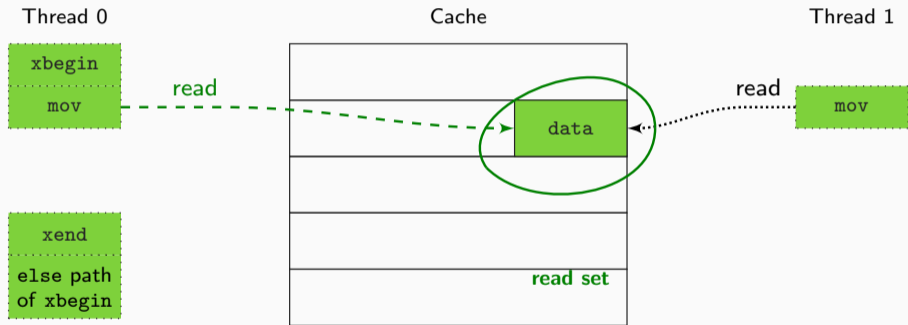 Thread 0
Cache
Thread 1
xbegin
mov
read
data
read
mov
xend
else path
of xbegin
read set